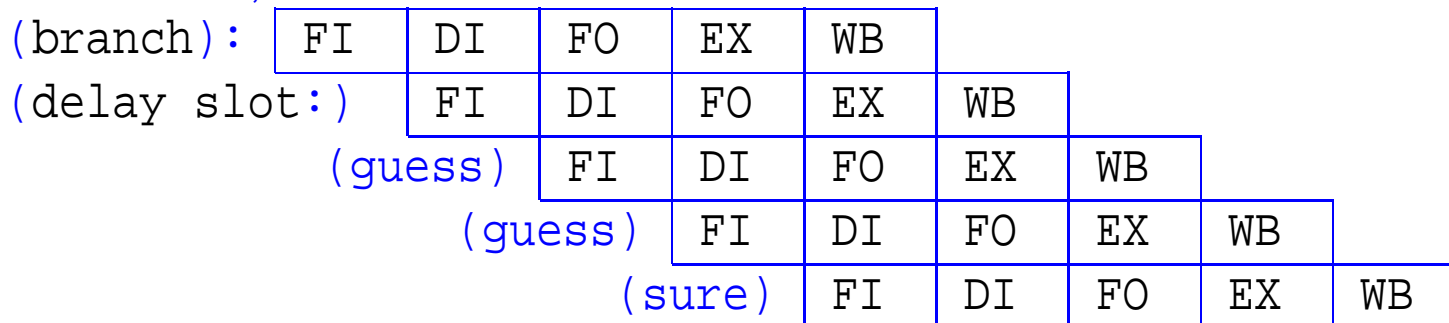 (branch): FI DI FO EX WB
(delay slot:) FI DI FO EX WB
(guess) FI DI FO EX WB
(guess) FI DI FO EX WB
(sure) FI DI FO EX WB